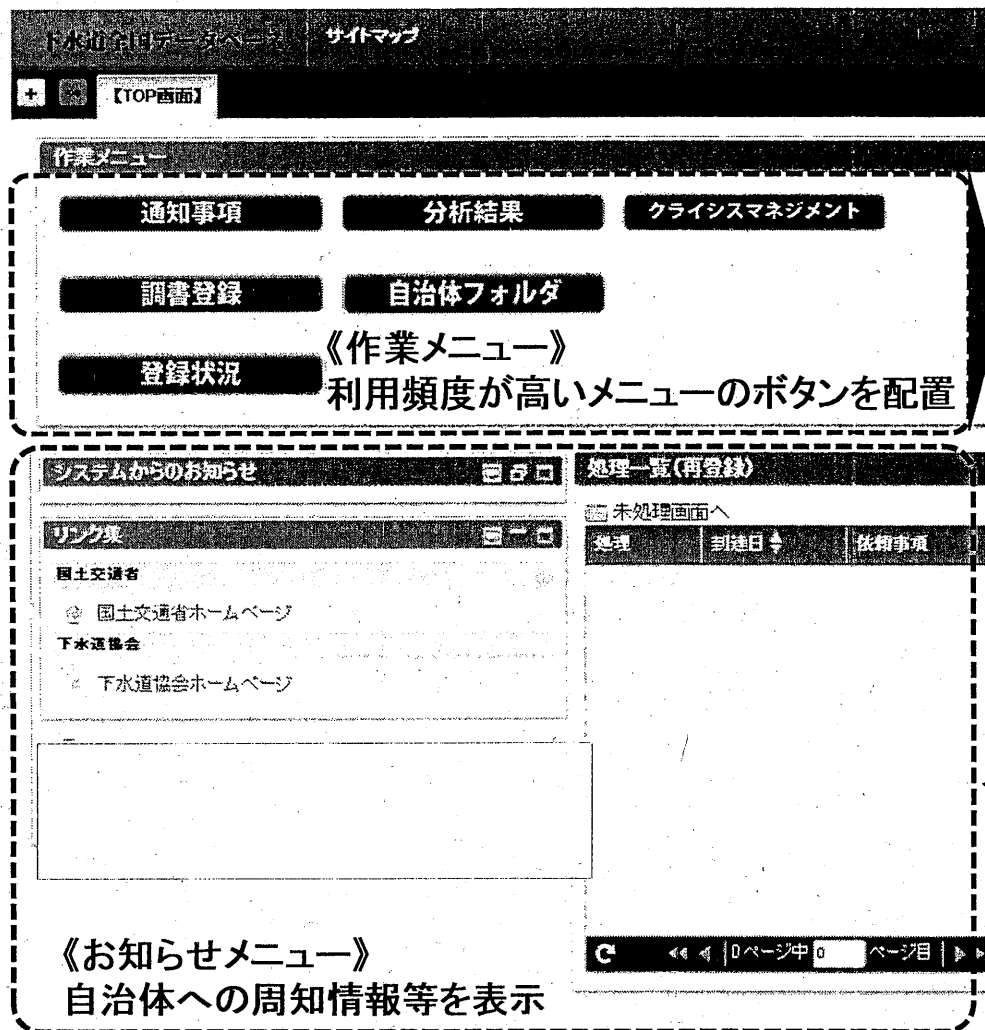 下水道全国データベース サイトマップ
+ 【TOP画面】
作業メニュー
通知事項 分析結果 クライシスマネジメント
調書登録 自治体フォルダ
登録状況
《作業メニュー》
利用頻度が高いメニューのボタンを配置
システムからのお知らせ
処理一覧(再登録)
未処理画面へ
リンク集
処理 到達日 依頼事項
国土交通省
国土交通省ホームページ
下水道協会
下水道協会ホームページ
0ページ中 0 ページ目
《お知らせメニュー》
自治体への周知情報等を表示